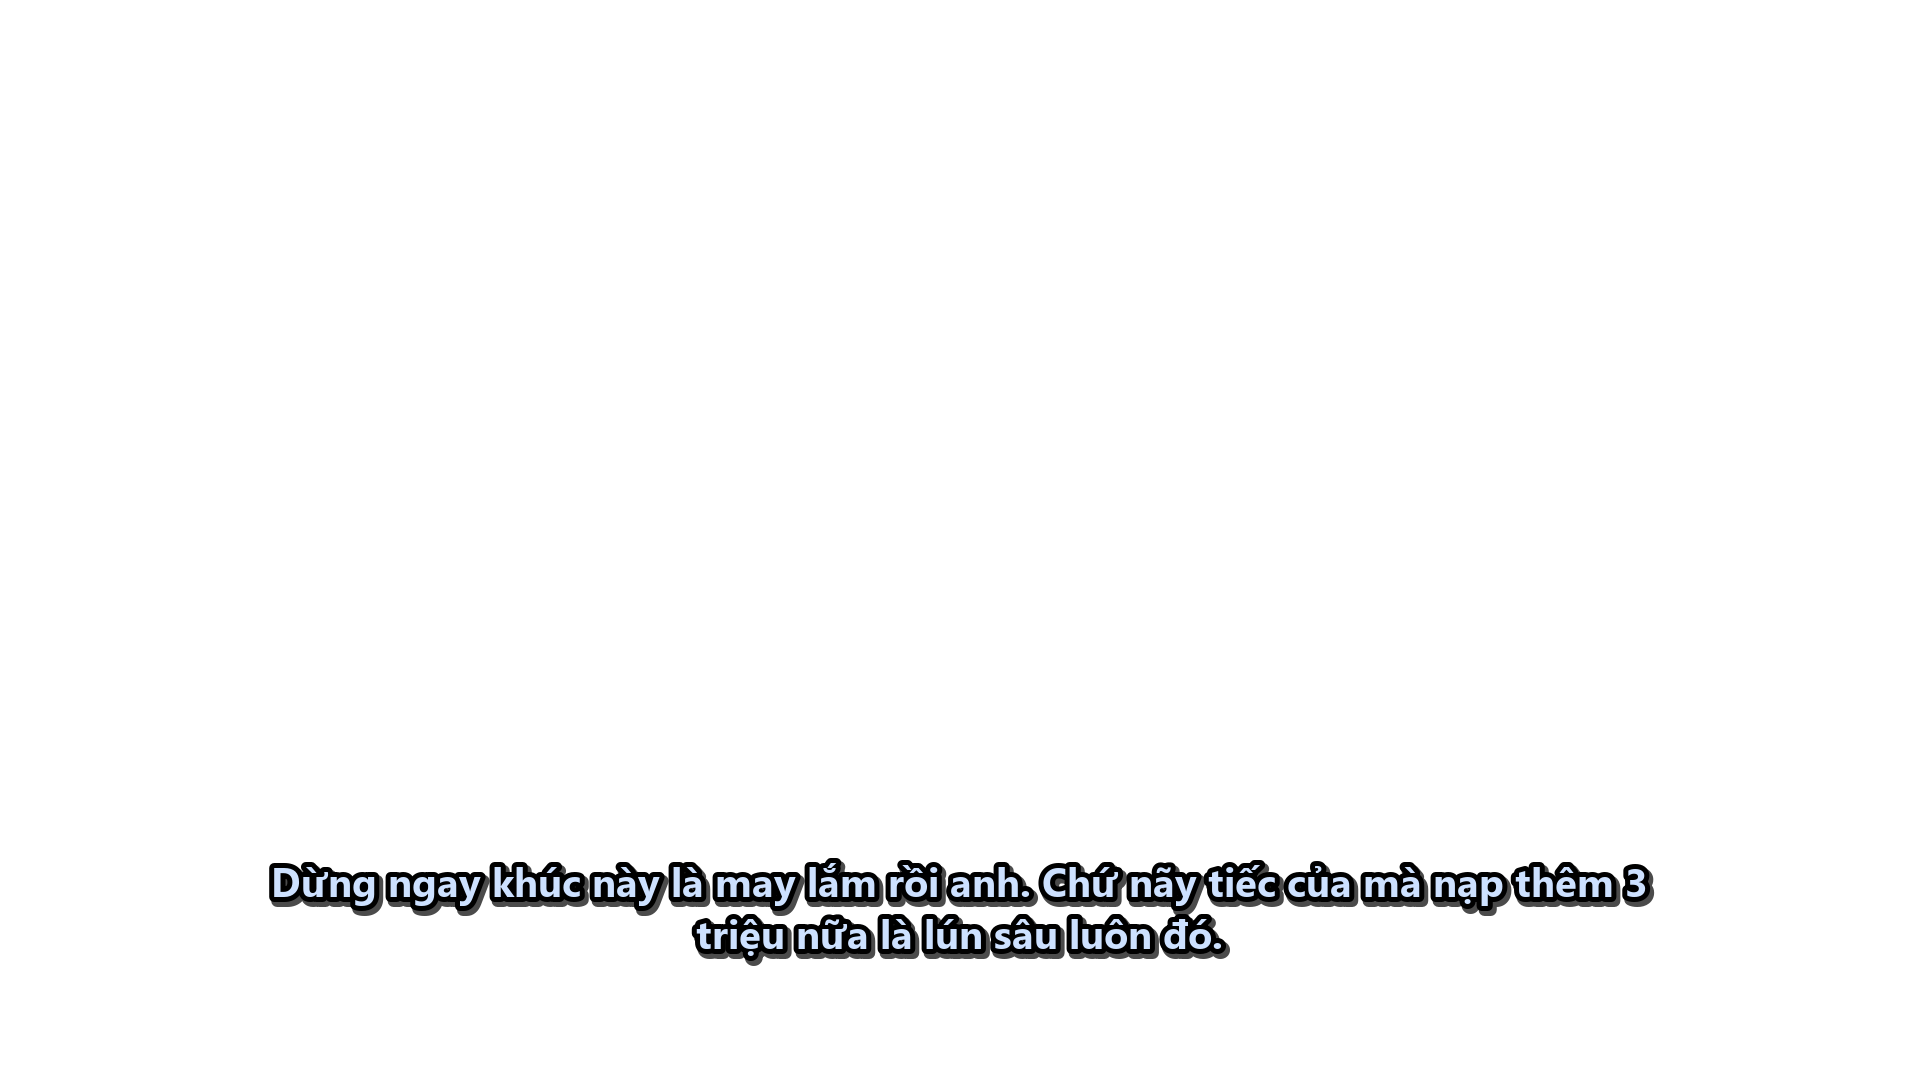 Dừng ngay khúc này là may lắm rồi anh. Chứ nãy tiếc của mà nạp thêm 3
triệu nữa là lún sâu luôn đó.